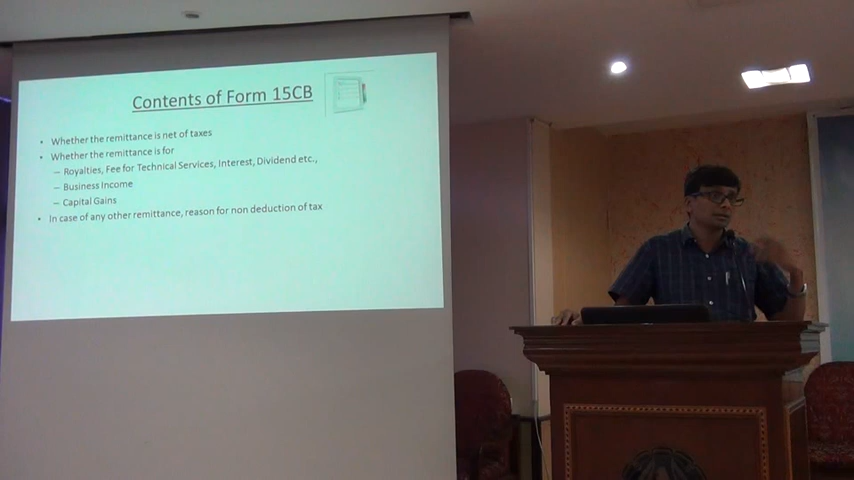 Contents of Form 15CB
• Whether the remittance is net of taxes
• Whether the remittance is for
– Royalties, Fee for Technical Services, Interest, Dividend etc.,
– Business Income
– Capital Gains
• In case of any other remittance, reason for non deduction of tax